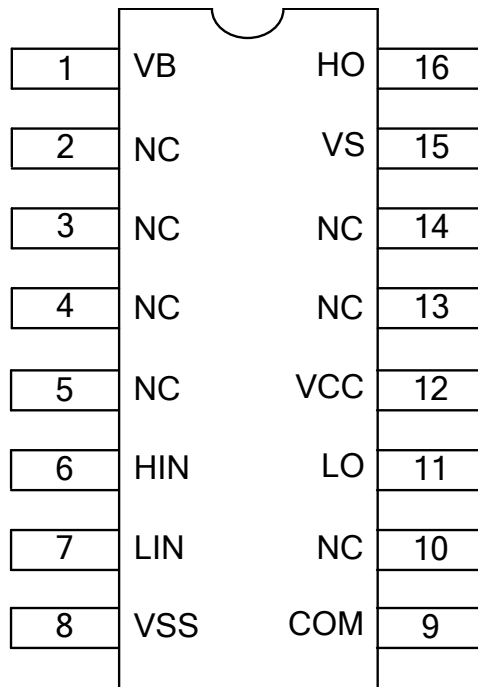 1 VB HO 16
2 NC VS 15
3 NC NC 14
4 NC NC 13
5 NC VCC 12
6 HIN LO 11
7 LIN NC 10
8 VSS COM 9